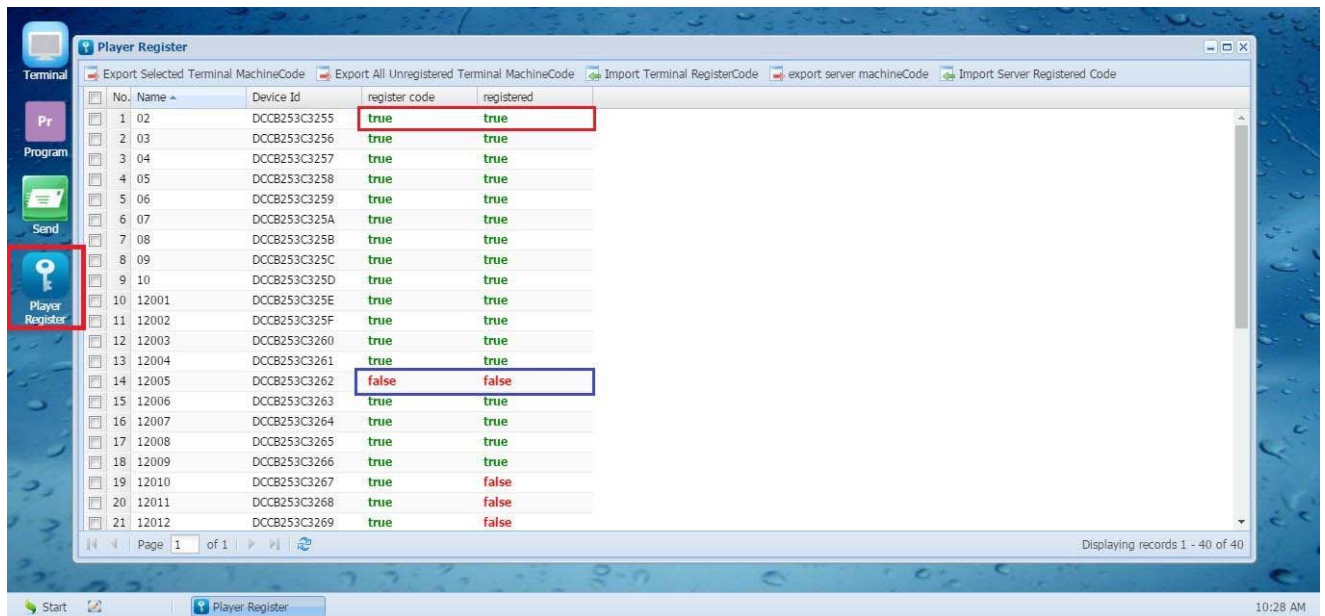 Player Register
Terminal
Export Selected Terminal MachineCode Export All Unregistered Terminal MachineCode Import Terminal RegisterCode export server machineCode Import Server Registered Code
No. Name Device Id register code registered
1 02 DCCB253C3255 true true
2 03 DCCB253C3256 true true
3 04 DCCB253C3257 true true
4 05 DCCB253C3258 true true
5 06 DCCB253C3259 true true
6 07 DCCB253C325A true true
7 08 DCCB253C325B true true
8 09 DCCB253C325C true true
9 10 DCCB253C325D true true
10 12001 DCCB253C325E true true
11 12002 DCCB253C325F true true
12 12003 DCCB253C3260 true true
13 12004 DCCB253C3261 true true
14 12005 DCCB253C3262 false false
15 12006 DCCB253C3263 true true
16 12007 DCCB253C3264 true true
17 12008 DCCB253C3265 true true
18 12009 DCCB253C3266 true true
19 12010 DCCB253C3267 true false
20 12011 DCCB253C3268 true false
21 12012 DCCB253C3269 true false
Page 1 of 1 Displaying records 1 - 40 of 40
Pr
Program
Send
Player
Register
Start Player Register 10:28 AM